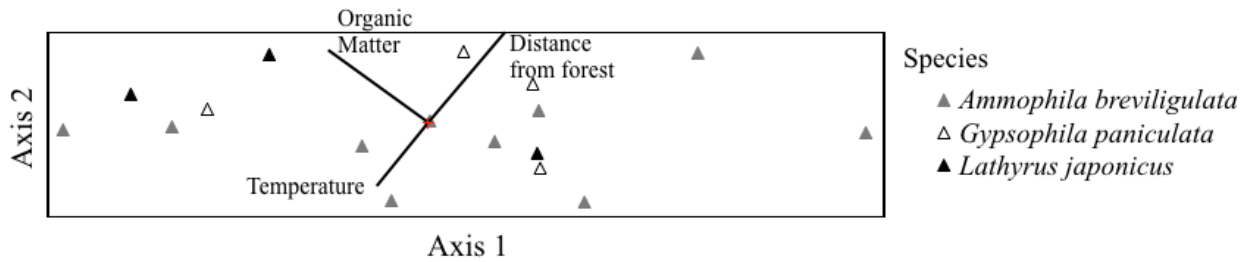 Organic
Matter
Distance
from forest
Temperature
Axis 2
Axis 1
Species
Ammophila breviligulata
Gypsophila paniculata
Lathyrus japonicus